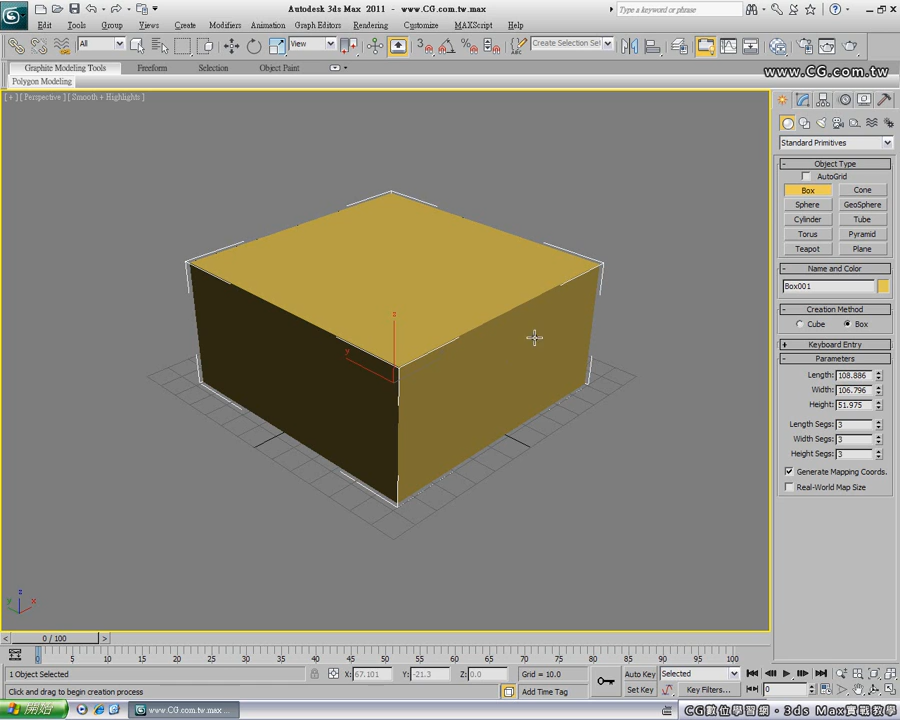 Autodesk 3ds Max 2011 - www.CG.com.tw.max
Type a keyword or phrase
Edit Tools Group Views Create Modifiers Animation Graph Editors Rendering Customize MAXScript Help
All
View
Create Selection Set
Graphite Modeling Tools Freeform Selection Object Paint
www.CG.com.tw
Polygon Modeling
[ + ] [ Perspective ] [ Smooth + Highlights ]
Standard Primitives
- Object Type
AutoGrid
Box Cone
Sphere GeoSphere
Cylinder Tube
Torus Pyramid
Teapot Plane
- Name and Color
Box001
- Creation Method
Cube Box
+ Keyboard Entry
- Parameters
Length: 108.886
Width: 106.796
Height: 51.975
Length Segs: 3
Width Segs: 3
Height Segs: 3
Generate Mapping Coords.
Real-World Map Size
z
y
z
y x
< 0 / 100 >
0 5 10 15 20 25 30 35 40 45 50 55 60 65 70 75 80 85 90 95 100
1 Object Selected X: 67.101 Y: -21.3 Z: 0.0 Grid = 10.0 Auto Key Selected
Click and drag to begin creation process Add Time Tag Set Key Key Filters... 0
開始 www.CG.com.tw.max ... CG數位學習網·3ds Max實戰教學